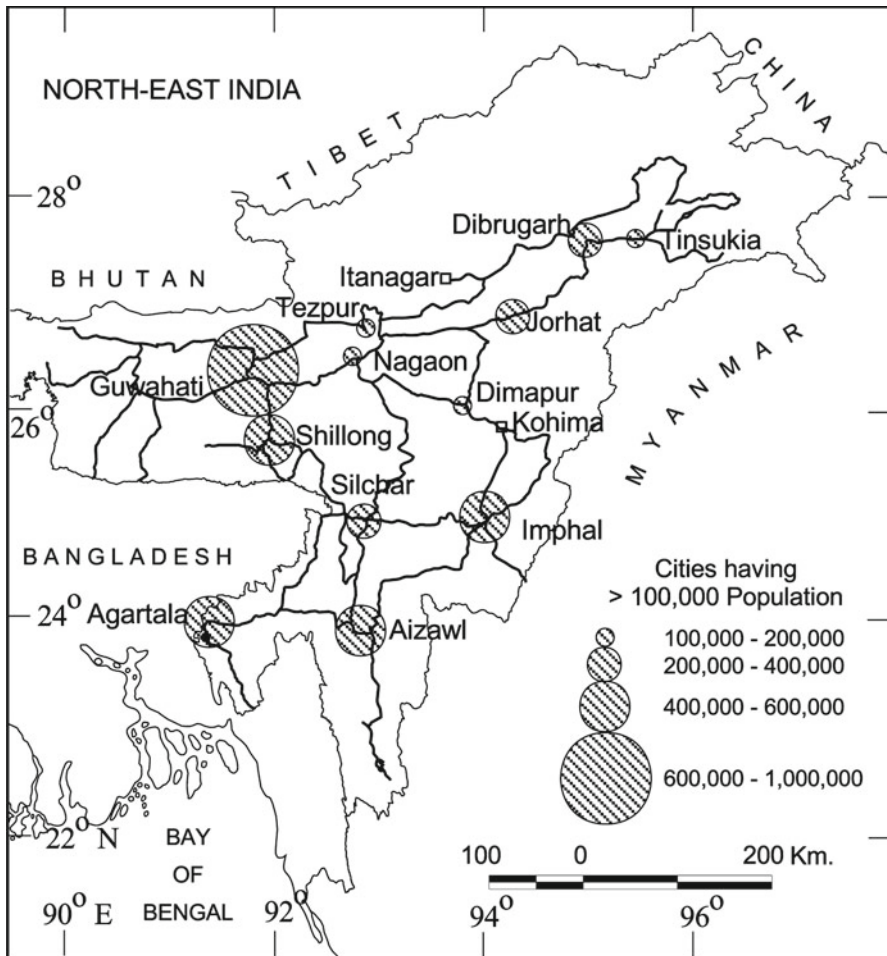 CHINA
NORTH-EAST INDIA
TIBET
28°
Dibrugarh
Tinsukia
BHUTAN
Itanagar
Tezpur
Jorhat
Nagaon
Guwahati
Dimapur
26°
Kohima
Shillong
MYANMAR
Silchar
Imphal
BANGLADESH
Cities having
> 100,000 Population
24°
Agartala
Aizawl
100,000 - 200,000
200,000 - 400,000
400,000 - 600,000
600,000 - 1,000,000
22° N
BAY
OF
BENGAL
100 0 200 Km.
90° E
92°
94°
96°